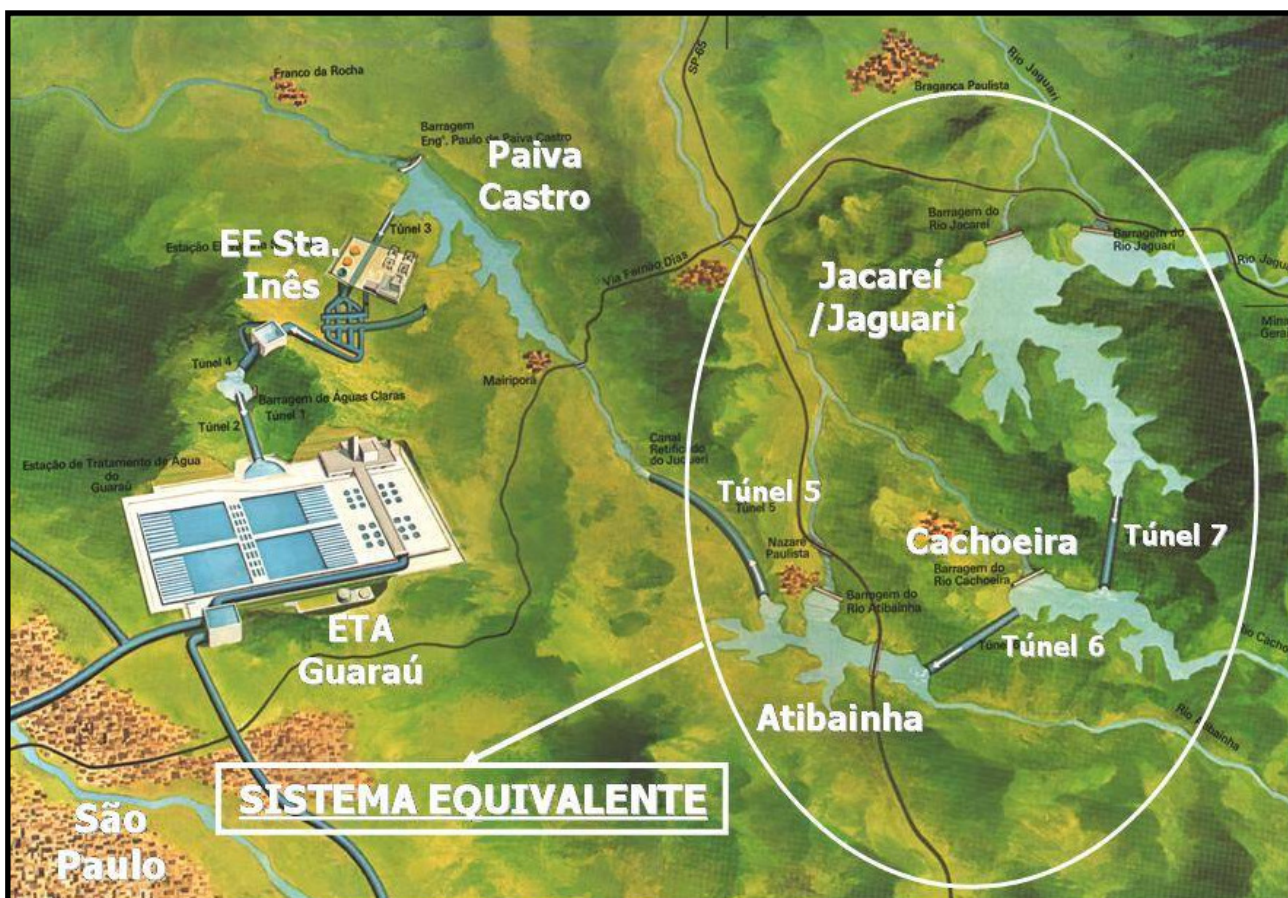 Franco da Rocha
SP-65
Rio Jaguari
Bragança Paulista
Barragem
Engº. Paulo de Paiva Castro
Paiva
Castro
Túnel 3
EE Sta.
Inês
Estação
Via Fernão Dias
Barragem do
Rio Jacareí
Barragem do
Rio Jaguari
Jacareí
/Jaguari
Minas
Túnel 4
Mairiporã
Barragem de Águas Claras
Túnel 1
Túnel 2
Estação de Tratamento de Água
do
Guaraú
Canal
Retificado
do Juqueri
Túnel 5
Túnel 5
Nazaré
Paulista
Cachoeira
Barragem do
Rio Cachoeira
Túnel 7
Barragem do
Rio Atibainha
ETA
Guaraú
Túnel 6
Atibainha
Rio Atibainha
SISTEMA EQUIVALENTE
São
Paulo